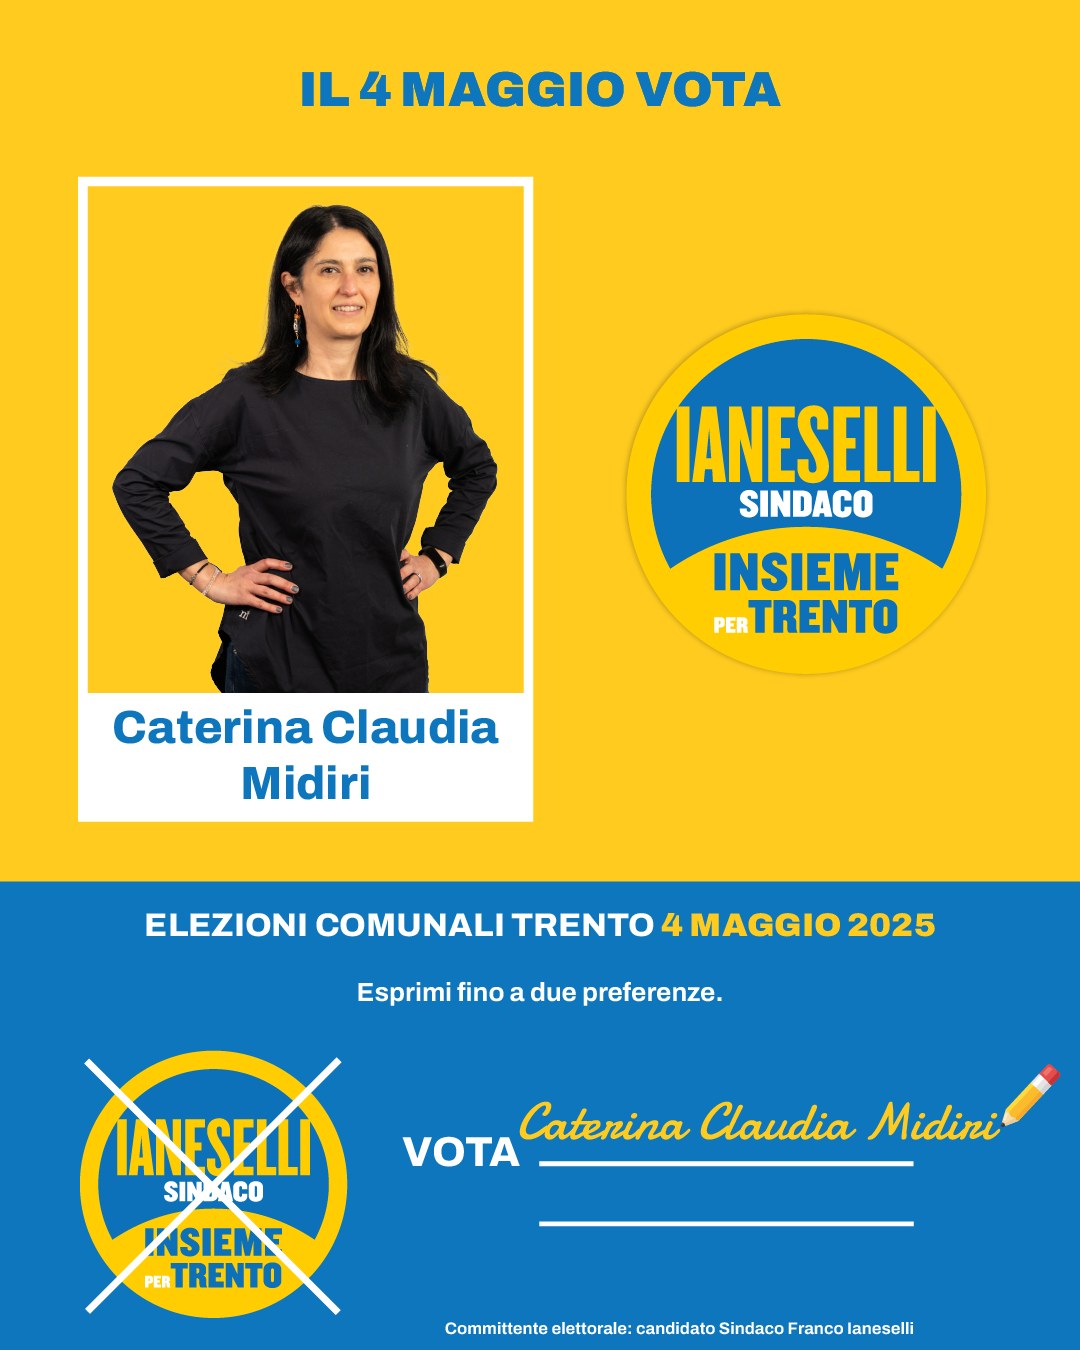 IL 4 MAGGIO VOTA
IANESELLI
SINDACO
INSIEME
PER TRENTO
Caterina Claudia
Midiri
ELEZIONI COMUNALI TRENTO 4 MAGGIO 2025
Esprimi fino a due preferenze.
IANESELLI
SINDACO
INSIEME
PER TRENTO
VOTA Caterina Claudia Midiri
Committente elettorale: candidato Sindaco Franco Ianeselli